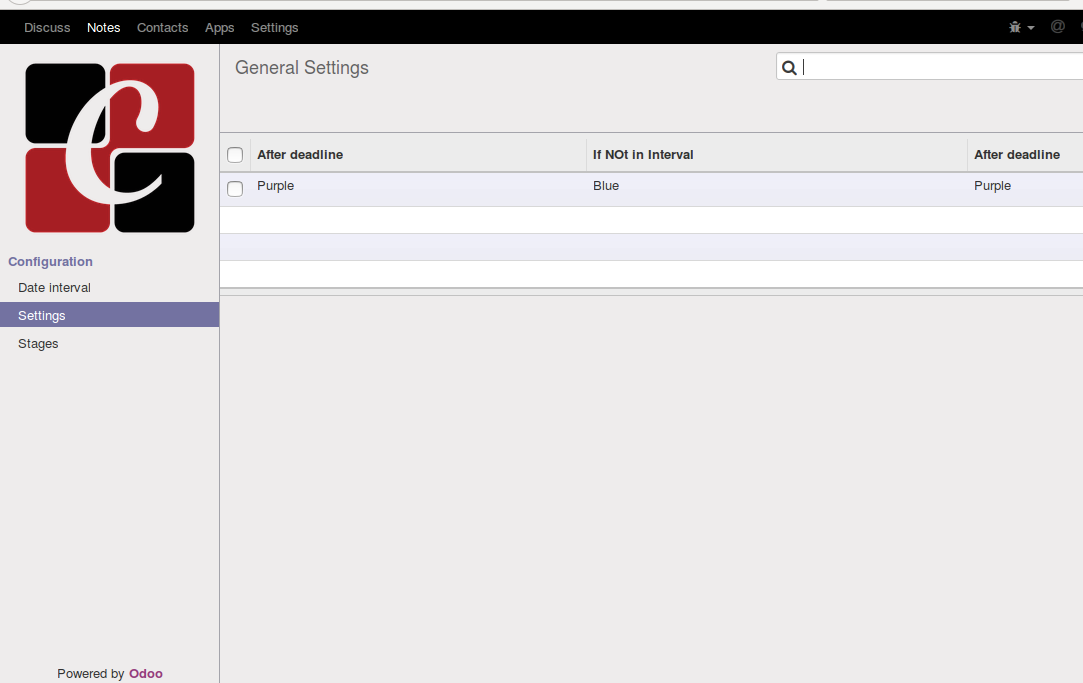 Discuss Notes Contacts Apps Settings @
General Settings
C
Configuration
Date interval
Settings
Stages
After deadline If NOt in Interval After deadline
Purple Blue Purple
Powered by Odoo